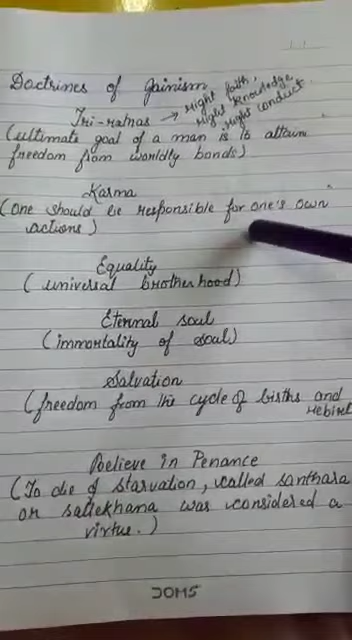 Doctrines of Jainism
Tri-ratnas → Right faith,
Right knowledge
Right conduct
(ultimate goal of a man is to attain
freedom from worldly bonds)
Karma
(One should be responsible for one's own
actions)
Equality
(universal brotherhood)
Eternal soul
(immortality of soul)
Salvation
(freedom from the cycle of births and
rebirt
Believe in Penance
(To die of starvation, called santhara
or sallekhana was considered a
virtue.)
DOMS